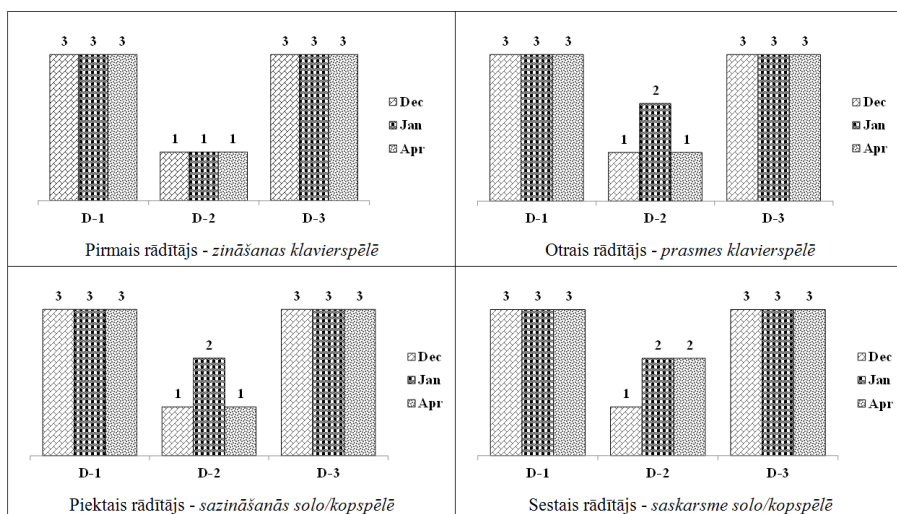 3 3 3 1 1 1 3 3 3
Dec
Jan
Apr
D-1 D-2 D-3
Pirmais rādītājs - zināšanas klavierspēlē
3 3 3 1 2 1 3 3 3
Dec
Jan
Apr
D-1 D-2 D-3
Otrais rādītājs - prasmes klavierspēlē
3 3 3 1 2 1 3 3 3
Dec
Jan
Apr
D-1 D-2 D-3
Piektais rādītājs - sazināšanās solo/kopspēlē
3 3 3 1 2 2 3 3 3
Dec
Jan
Apr
D-1 D-2 D-3
Sestais rādītājs - saskarsme solo/kopspēlē